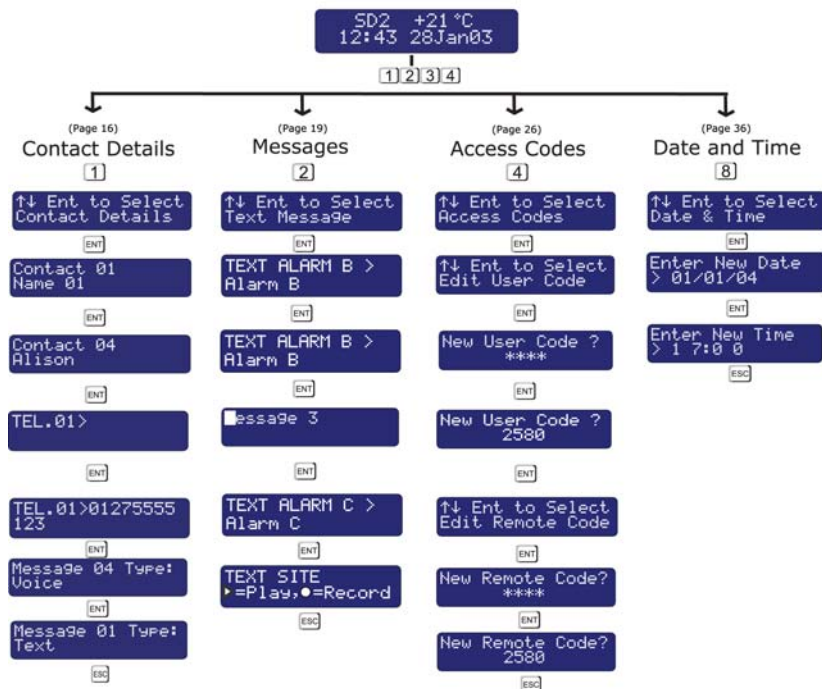 SD2 +21 °C
12:43 28Jan03
1 2 3 4
(Page 16)
Contact Details
1
↑↓ Ent to Select
Contact Details
ENT
Contact 01
Name 01
ENT
Contact 04
Alison
ENT
TEL.01>
ENT
TEL.01>01275555
123
ENT
Message 04 Type:
Voice
ENT
Message 01 Type:
Text
ESC
(Page 19)
Messages
2
↑↓ Ent to Select
Text Message
ENT
TEXT ALARM B >
Alarm B
ENT
TEXT ALARM B >
Alarm B
ENT
essage 3
ENT
TEXT ALARM C >
Alarm C
ENT
TEXT SITE
▶=Play,●=Record
ESC
(Page 26)
Access Codes
4
↑↓ Ent to Select
Access Codes
ENT
↑↓ Ent to Select
Edit User Code
ENT
New User Code ?
****
ENT
New User Code ?
2580
ENT
↑↓ Ent to Select
Edit Remote Code
ENT
New Remote Code?
****
ENT
New Remote Code?
2580
ESC
(Page 36)
Date and Time
8
↑↓ Ent to Select
Date & Time
ENT
Enter New Date
> 01/01/04
ENT
Enter New Time
> 1 7:0 0
ESC